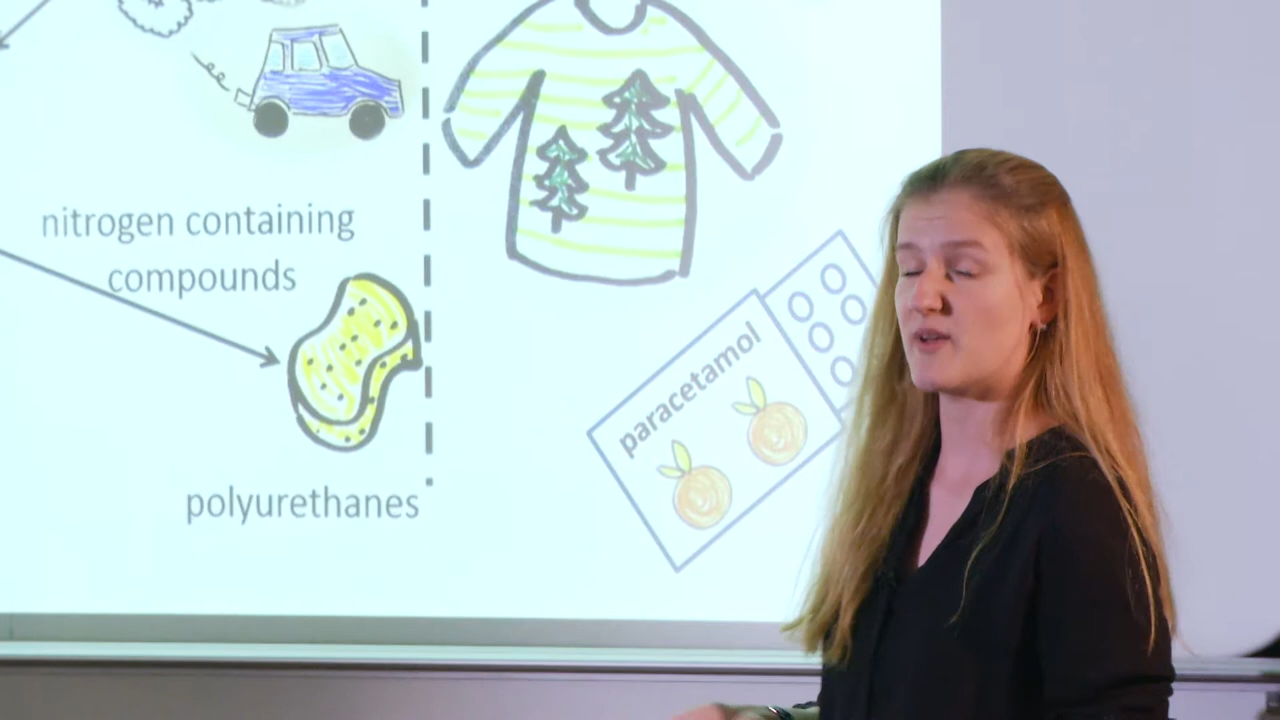 nitrogen containing
compounds
polyurethanes
paracetamol